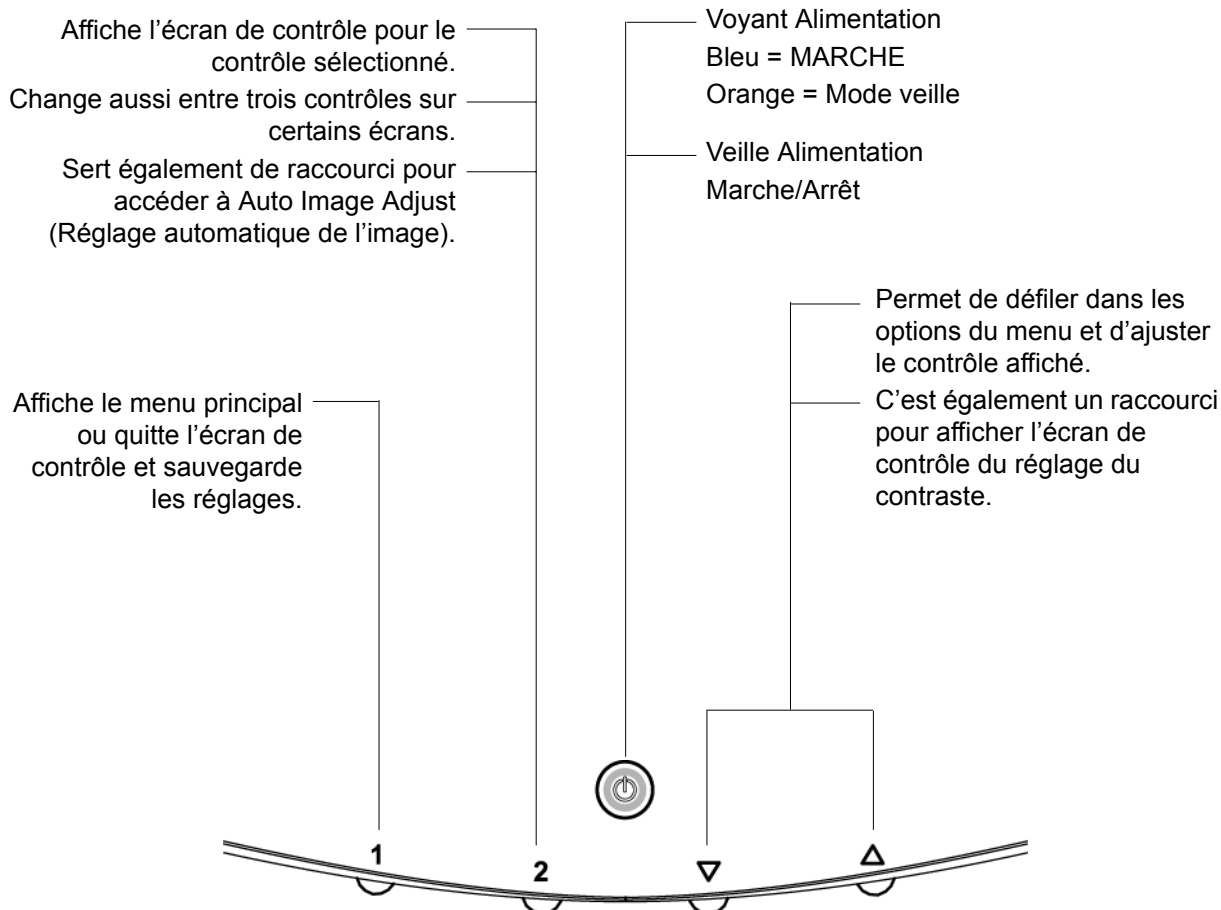 Affiche l’écran de contrôle pour le
contrôle sélectionné.
Change aussi entre trois contrôles sur
certains écrans.
Sert également de raccourci pour
accéder à Auto Image Adjust
(Réglage automatique de l’image).
Voyant Alimentation
Bleu = MARCHE
Orange = Mode veille
Veille Alimentation
Marche/Arrêt
Permet de défiler dans les
options du menu et d’ajuster
le contrôle affiché.
C’est également un raccourci
pour afficher l’écran de
contrôle du réglage du
contraste.
Affiche le menu principal
ou quitte l’écran de
contrôle et sauvegarde
les réglages.
1
2